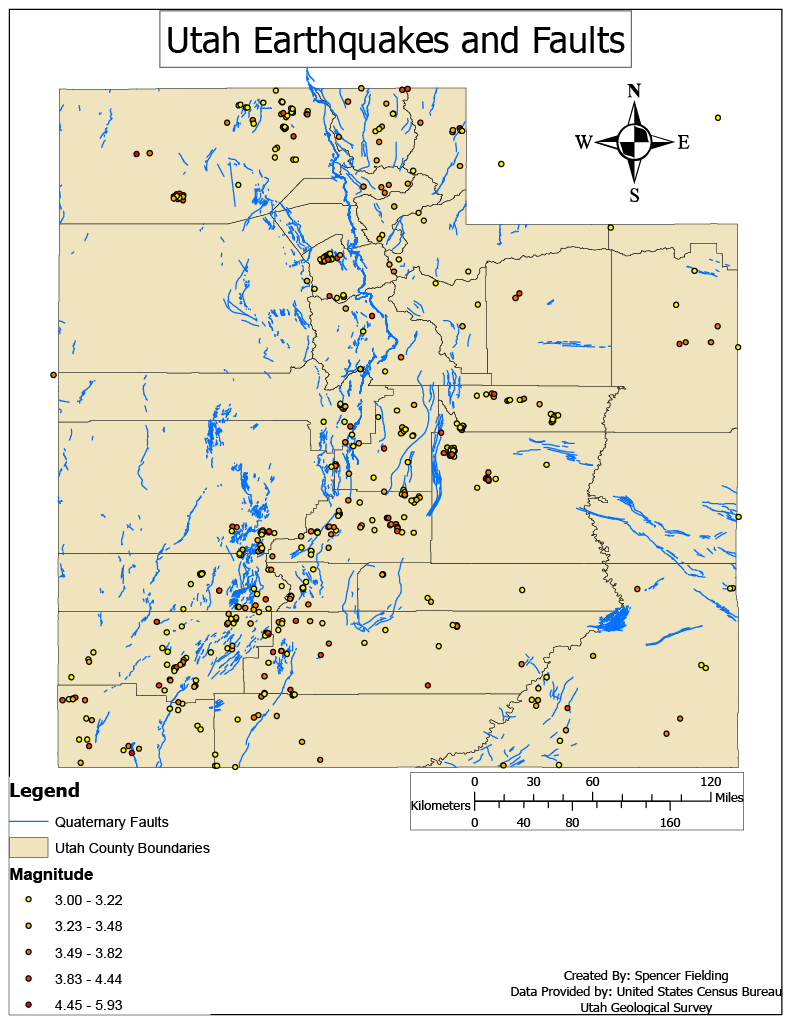 Utah Earthquakes and Faults
N
W E
S
Legend
Quaternary Faults
Utah County Boundaries
Magnitude
3.00 - 3.22
3.23 - 3.48
3.49 - 3.82
3.83 - 4.44
4.45 - 5.93
0 30 60 120
Miles
Kilometers
0 40 80 160
Created By: Spencer Fielding
Data Provided by: United States Census Bureau
Utah Geological Survey